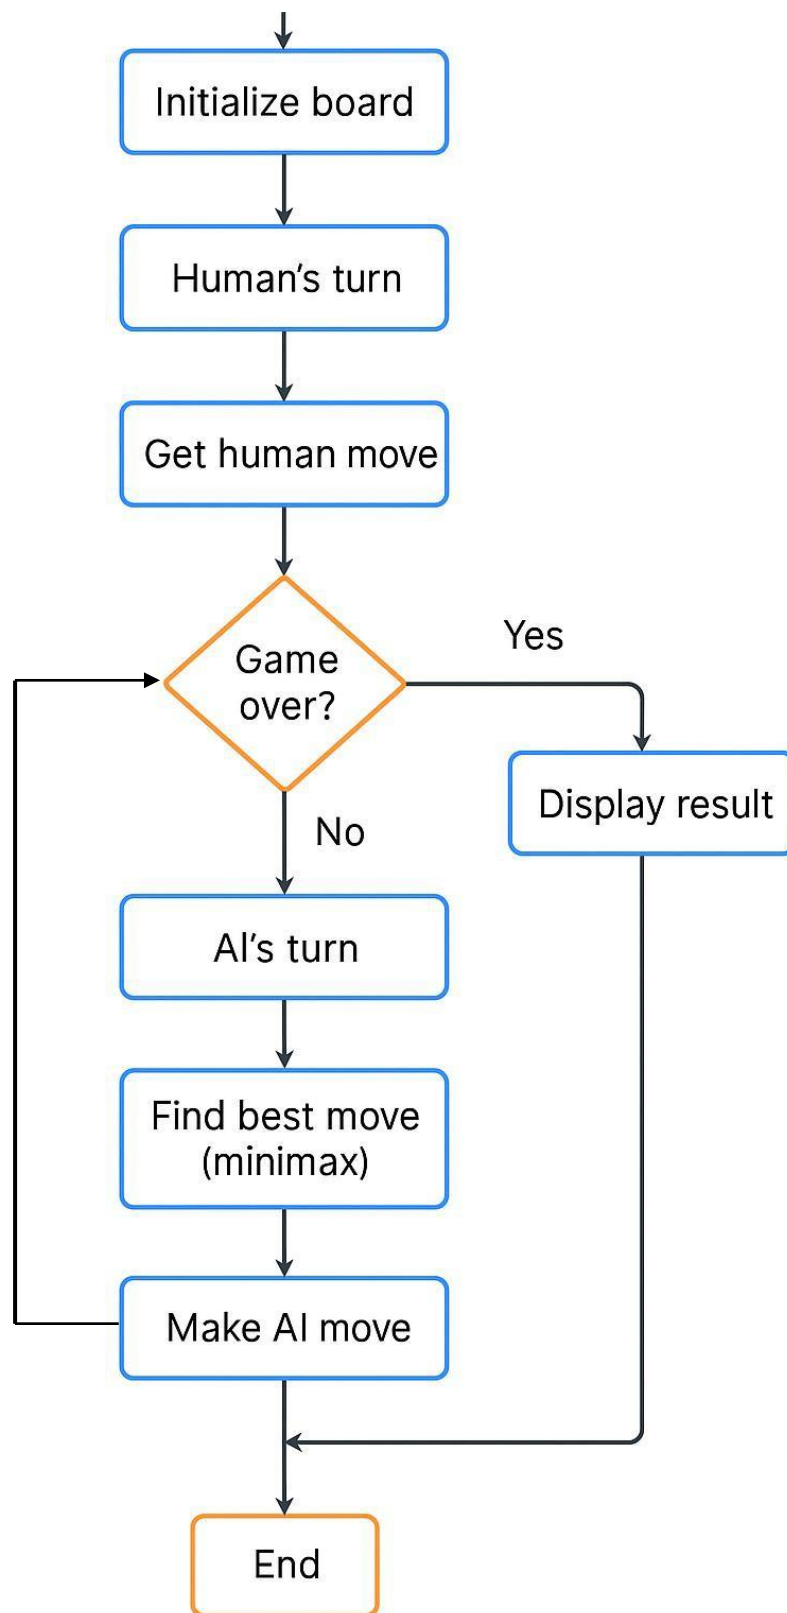 Initialize board
Human's turn
Get human move
Game
over?
Yes
Display result
No
AI's turn
Find best move
(minimax)
Make AI move
End